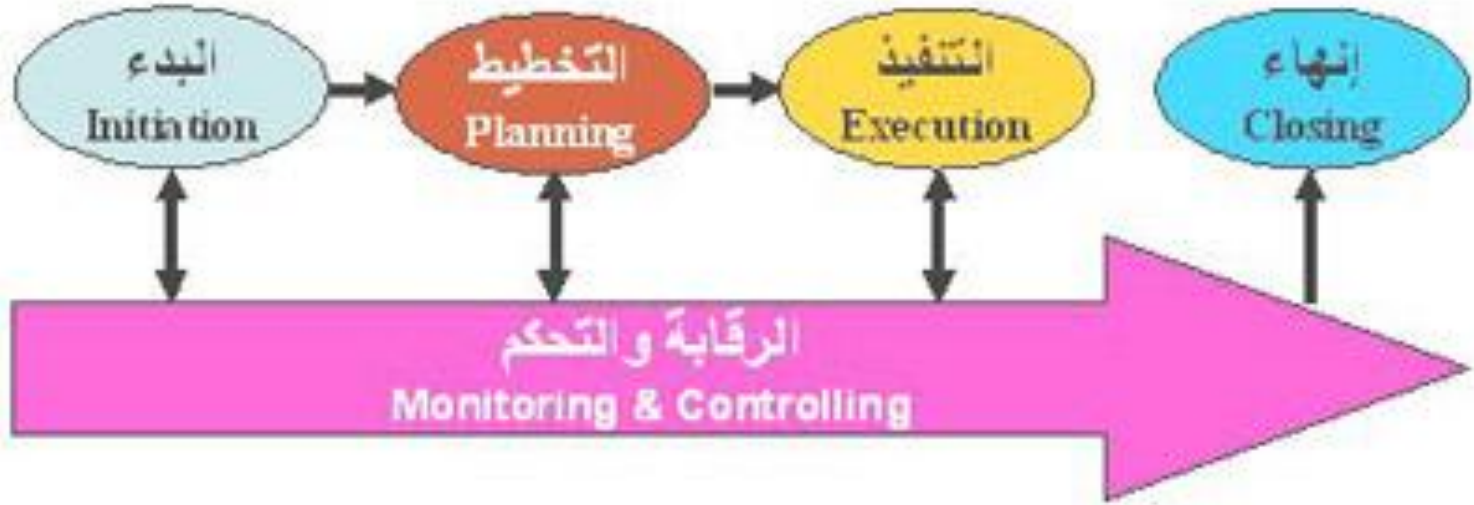 البدء
Initiation
التخطيط
Planning
التنفيذ
Execution
إنهاء
Closing
الرقابة و التحكم
Monitoring & Controlling